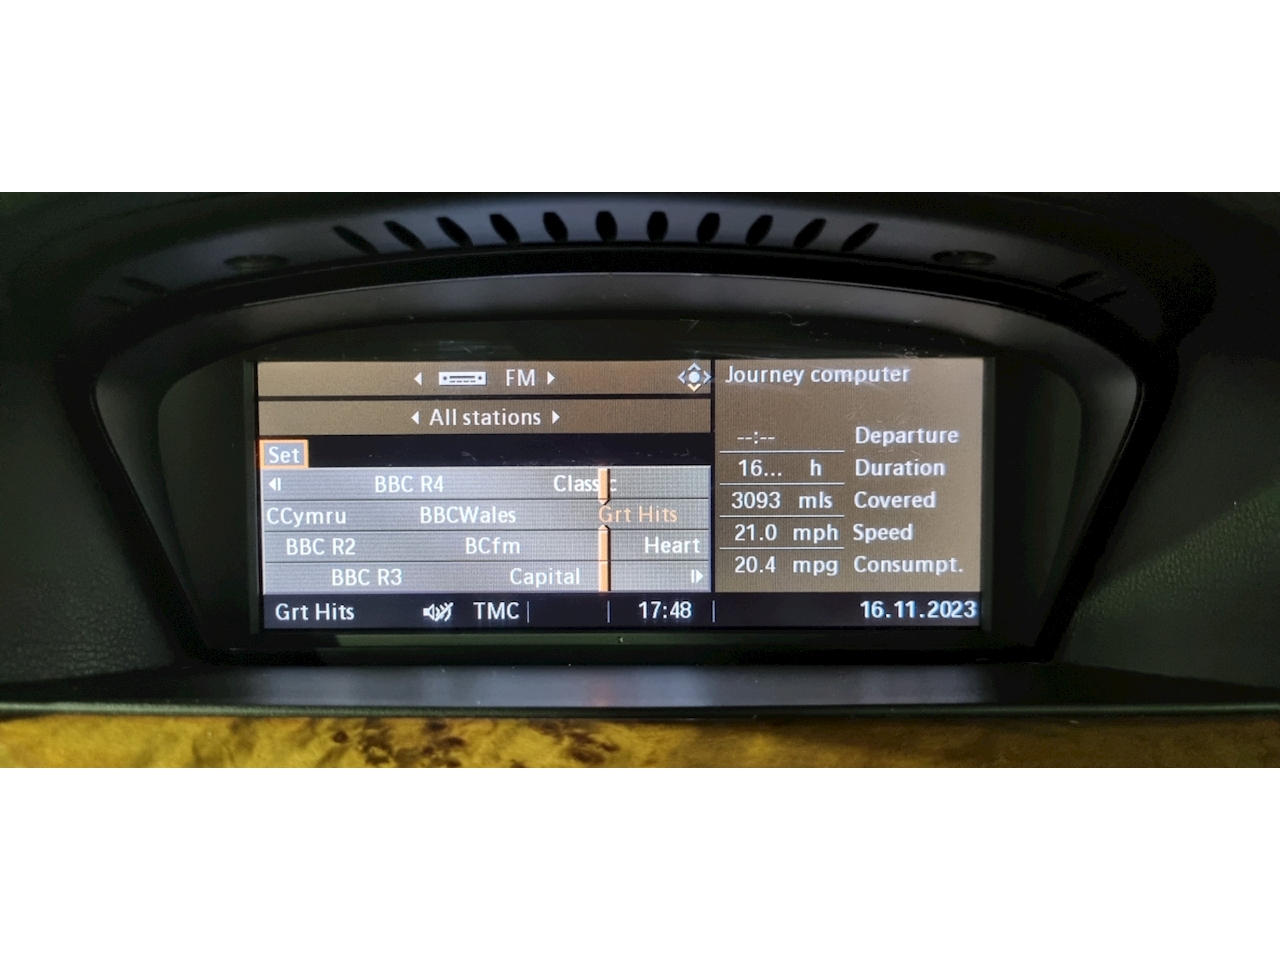 FM
All stations
Set
BBC R4 Classic
CCymru BBCWales Grt Hits
BBC R2 BCfm Heart
BBC R3 Capital
Grt Hits TMC 17:48 16.11.2023
Journey computer
--:-- Departure
16... h Duration
3093 mls Covered
21.0 mph Speed
20.4 mpg Consumpt.